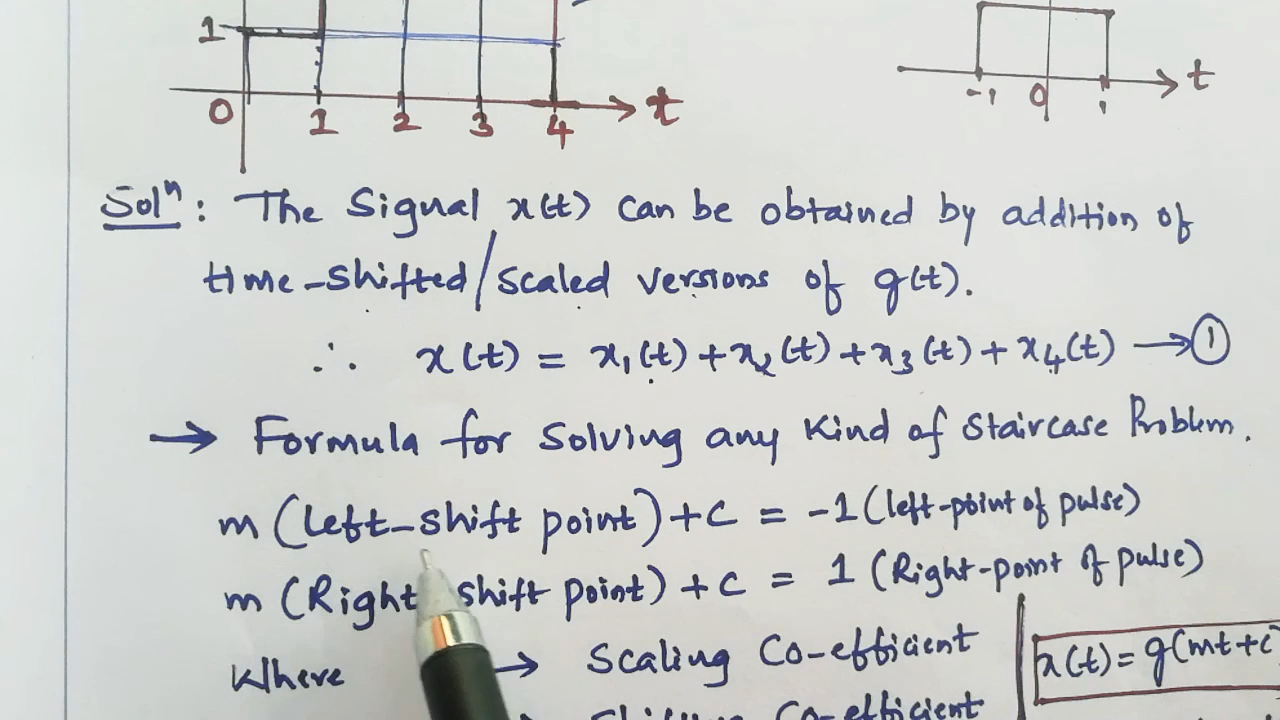 1
0 1 2 3 4 t
-1 0 1 t
Solⁿ: The Signal x(t) can be obtained by addition of
time-shifted/scaled versions of g(t).
∴ x(t) = x₁(t) + x₂(t) + x₃(t) + x₄(t) → ①
→ Formula for solving any kind of staircase Problem.
m (left-shift point) + c = -1 (left-point of pulse)
m (Right shift point) + c = 1 (Right-point of pulse)
Where → Scaling Co-efficient
x(t) = g(mt+c
Co-efficient